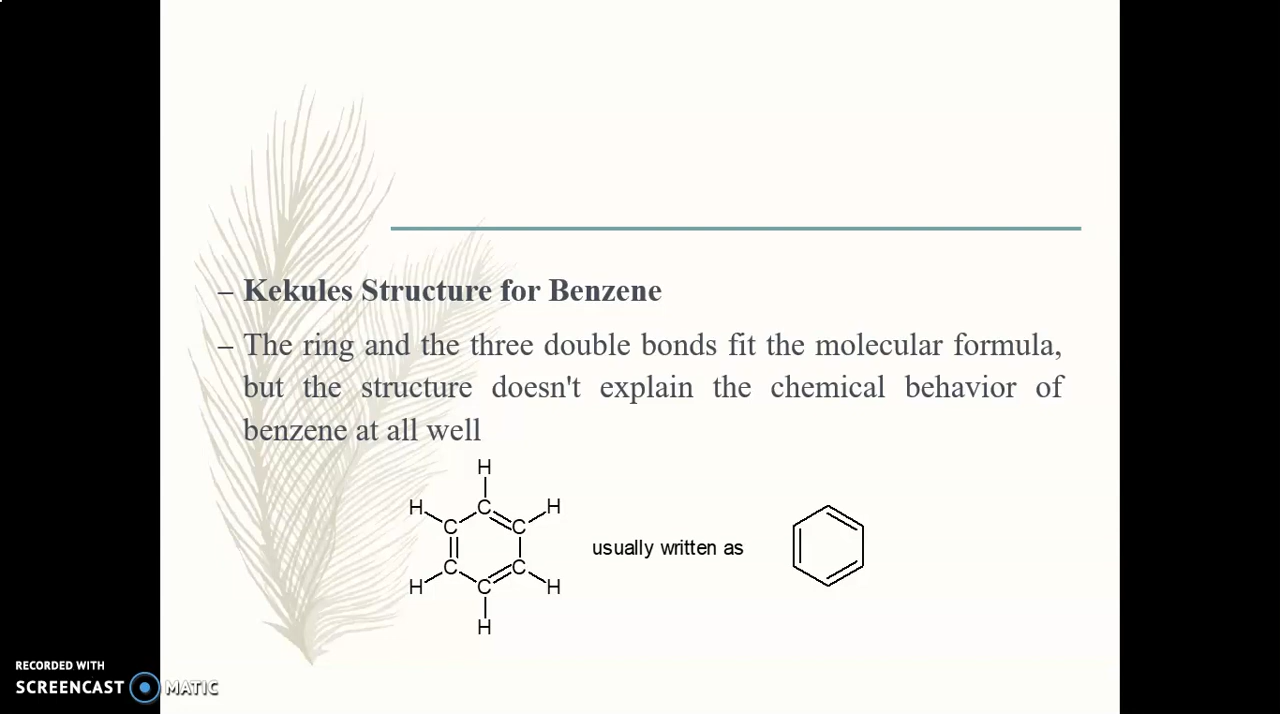 – Kekules Structure for Benzene
– The ring and the three double bonds fit the molecular formula,
but the structure doesn't explain the chemical behavior of
benzene at all well
H
H H
C
C C
usually written as
C C
C
H H
H
RECORDED WITH
SCREENCAST MATIC